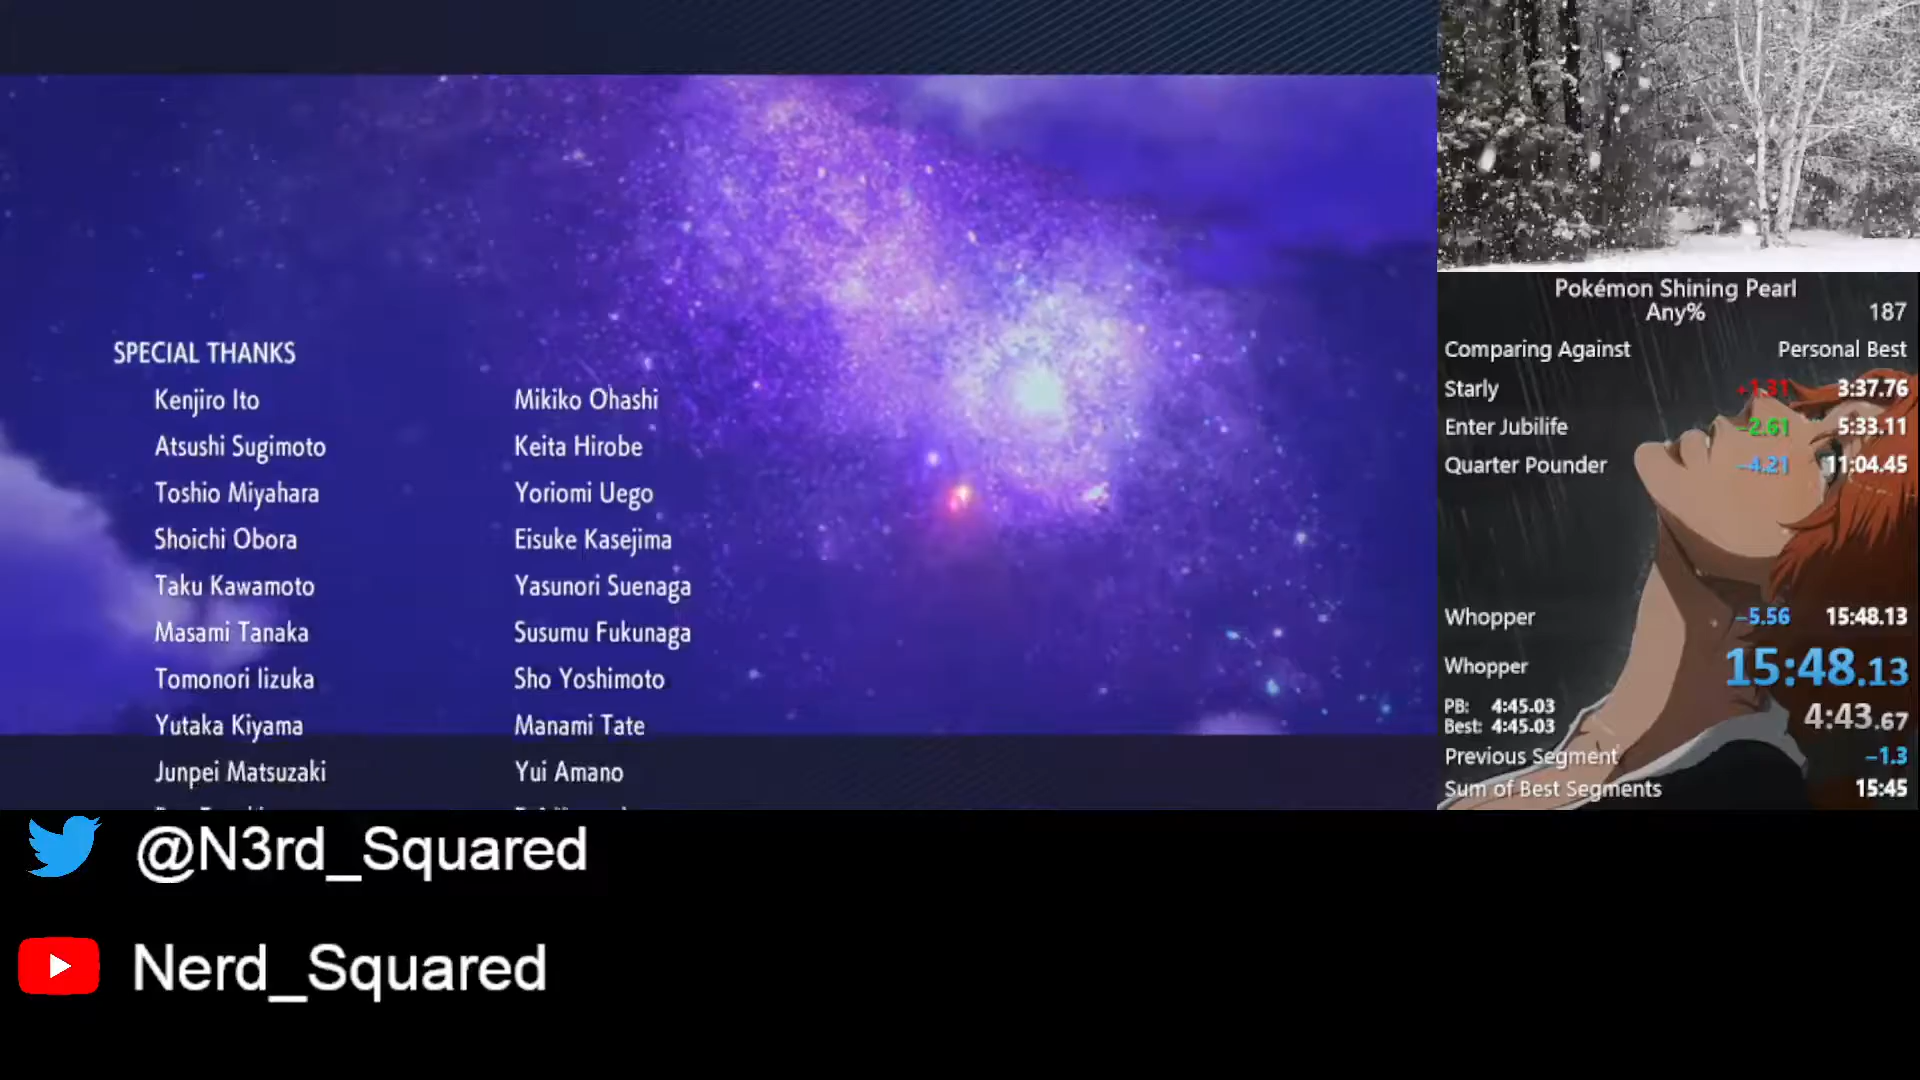 SPECIAL THANKS
Kenjiro Ito Mikiko Ohashi
Atsushi Sugimoto Keita Hirobe
Toshio Miyahara Yoriomi Uego
Shoichi Obora Eisuke Kasejima
Taku Kawamoto Yasunori Suenaga
Masami Tanaka Susumu Fukunaga
Tomonori Iizuka Sho Yoshimoto
Yutaka Kiyama Manami Tate
Junpei Matsuzaki Yui Amano
Pokémon Shining Pearl
Any% 187
Comparing Against Personal Best
Starly +1.31 3:37.76
Enter Jubilife −2.61 5:33.11
Quarter Pounder −4.21 11:04.45
Whopper −5.56 15:48.13
Whopper 15:48.13
PB: 4:45.03 4:43.67
Best: 4:45.03
Previous Segment −1.3
Sum of Best Segments 15:45
@N3rd_Squared
Nerd_Squared